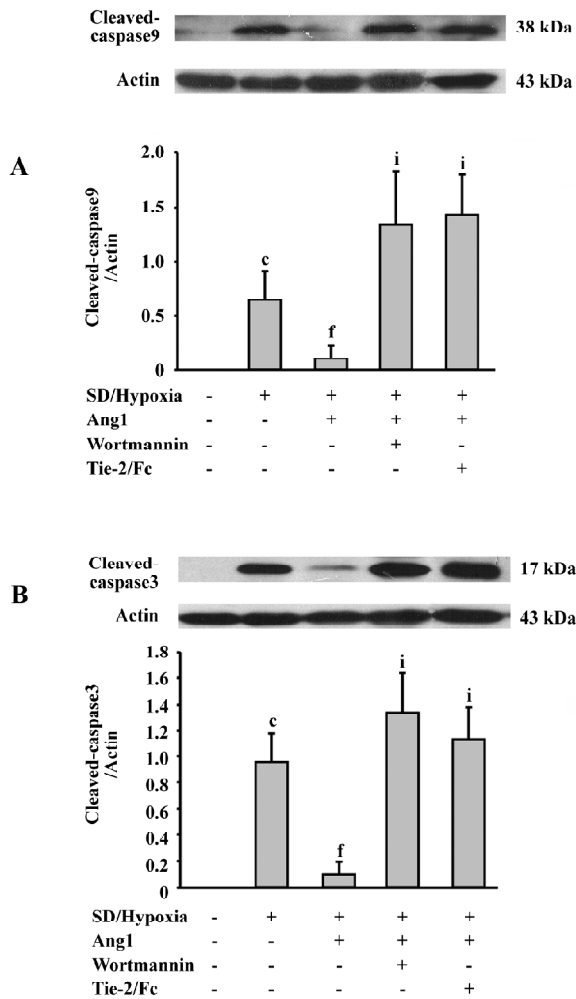 Cleaved-
caspase9
38 kDa
Actin
43 kDa
A
Cleaved-caspase9
/Actin
2.0
1.5
1.0
0.5
0
c
f
i
i
SD/Hypoxia - + + + +
Ang1 - - + + +
Wortmannin - - - + -
Tie-2/Fc - - - - +
Cleaved-
caspase3
17 kDa
B
Actin
43 kDa
Cleaved-caspase3
/Actin
1.8
1.6
1.4
1.2
1.0
0.8
0.6
0.4
0.2
0
c
f
i
i
SD/Hypoxia - + + + +
Ang1 - - + + +
Wortmannin - - - + -
Tie-2/Fc - - - - +